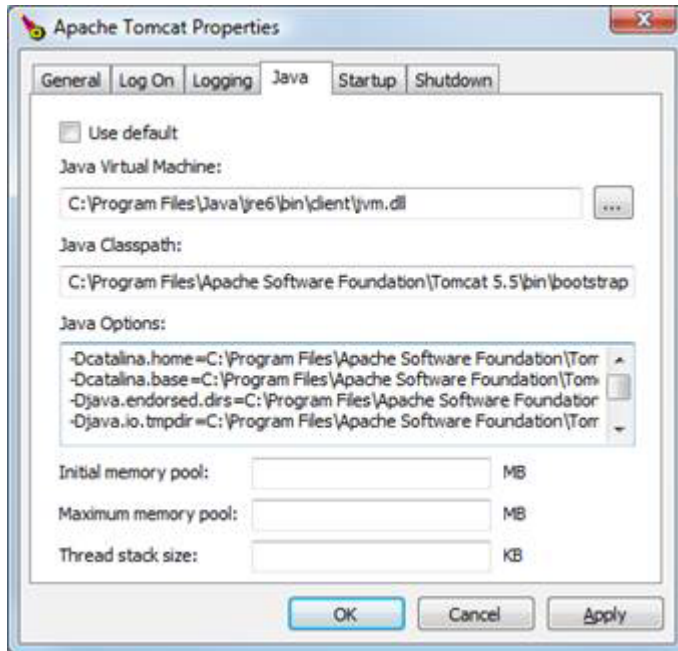 Apache Tomcat Properties
General Log On Logging Java Startup Shutdown
Use default
Java Virtual Machine:
C:\Program Files\Java\jre6\bin\client\jvm.dll
...
Java Classpath:
C:\Program Files\Apache Software Foundation\Tomcat 5.5\bin\bootstrap
Java Options:
-Dcatalina.home=C:\Program Files\Apache Software Foundation\Tom
-Dcatalina.base=C:\Program Files\Apache Software Foundation\Tom
-Djava.endorsed.dirs=C:\Program Files\Apache Software Foundation
-Djava.io.tmpdir=C:\Program Files\Apache Software Foundation\Tom
Initial memory pool: MB
Maximum memory pool: MB
Thread stack size: KB
OK Cancel Apply